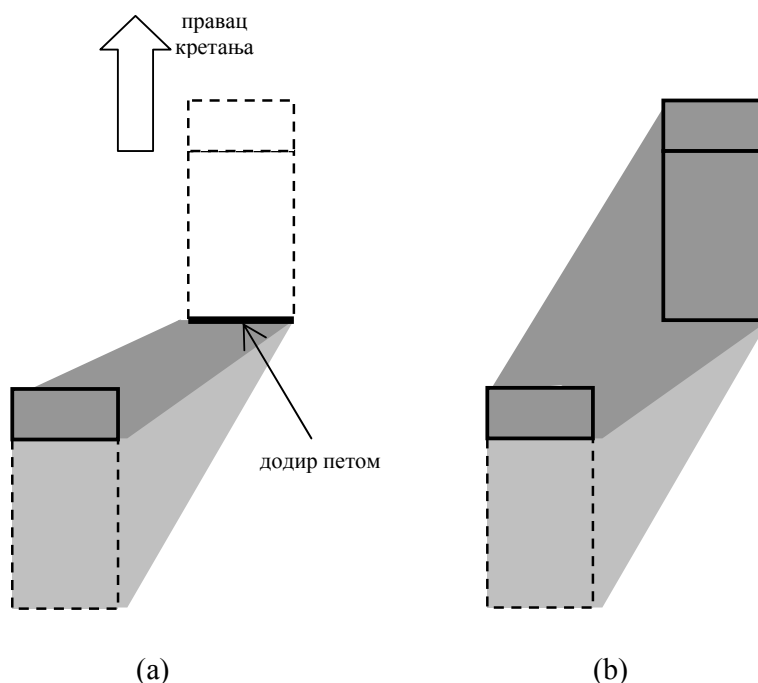 правац
кретања
додир петом
(a)
(b)